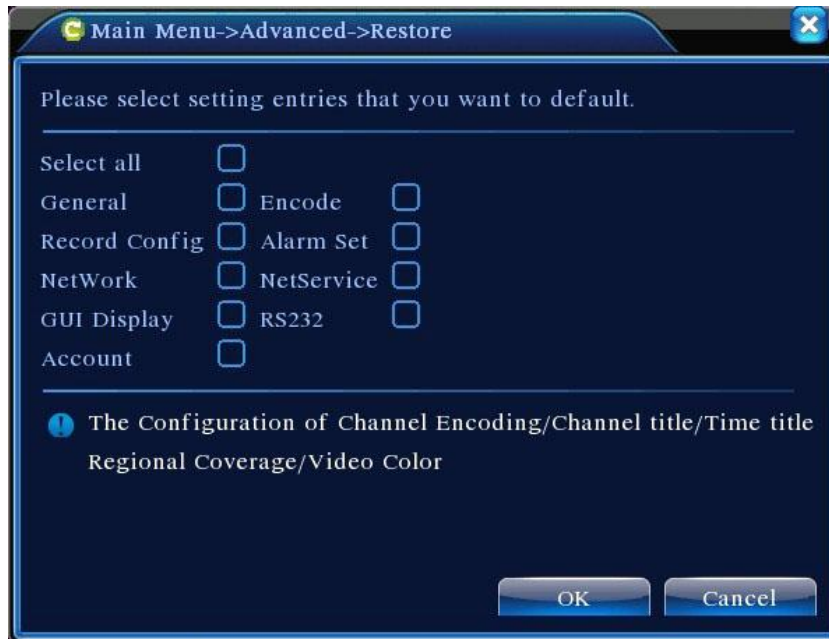 Main Menu->Advanced->Restore
Please select setting entries that you want to default.
Select all
General Encode
Record Config Alarm Set
NetWork NetService
GUI Display RS232
Account
The Configuration of Channel Encoding/Channel title/Time title
Regional Coverage/Video Color
OK Cancel